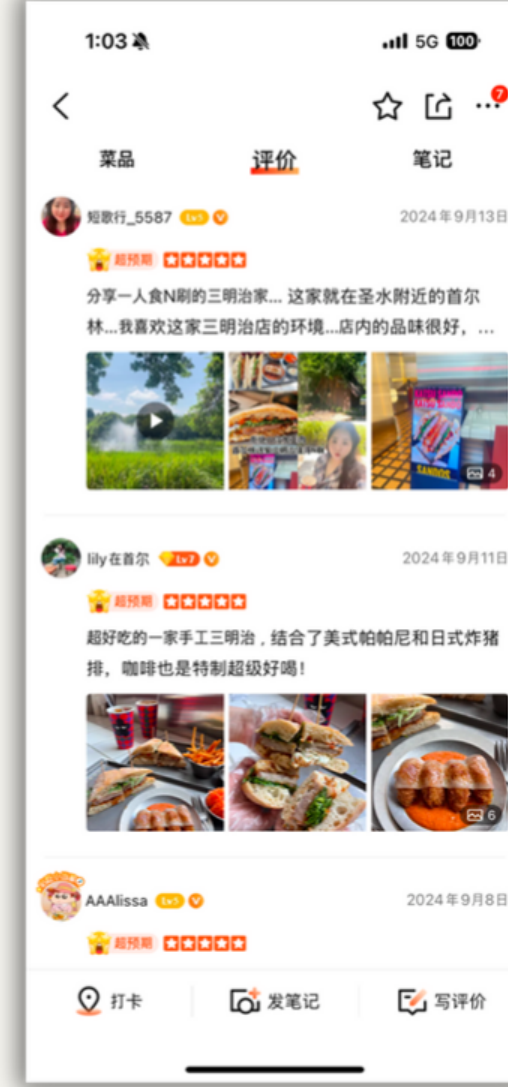 1:03
5G 100
7
菜品 评价 笔记
短歌行_5587 Lv5
2024年9月13日
超预期
分享一人食N刷的三明治家... 这家就在圣水附近的首尔
林...我喜欢这家三明治店的环境...店内的品味很好，...
SANDOS
4
lily在首尔 Lv7
2024年9月11日
超预期
超好吃的一家手工三明治，结合了美式帕帕尼和日式炸猪
排，咖啡也是特制超级好喝！
6
AAAlissa Lv5
2024年9月8日
超预期
打卡 发笔记 写评价